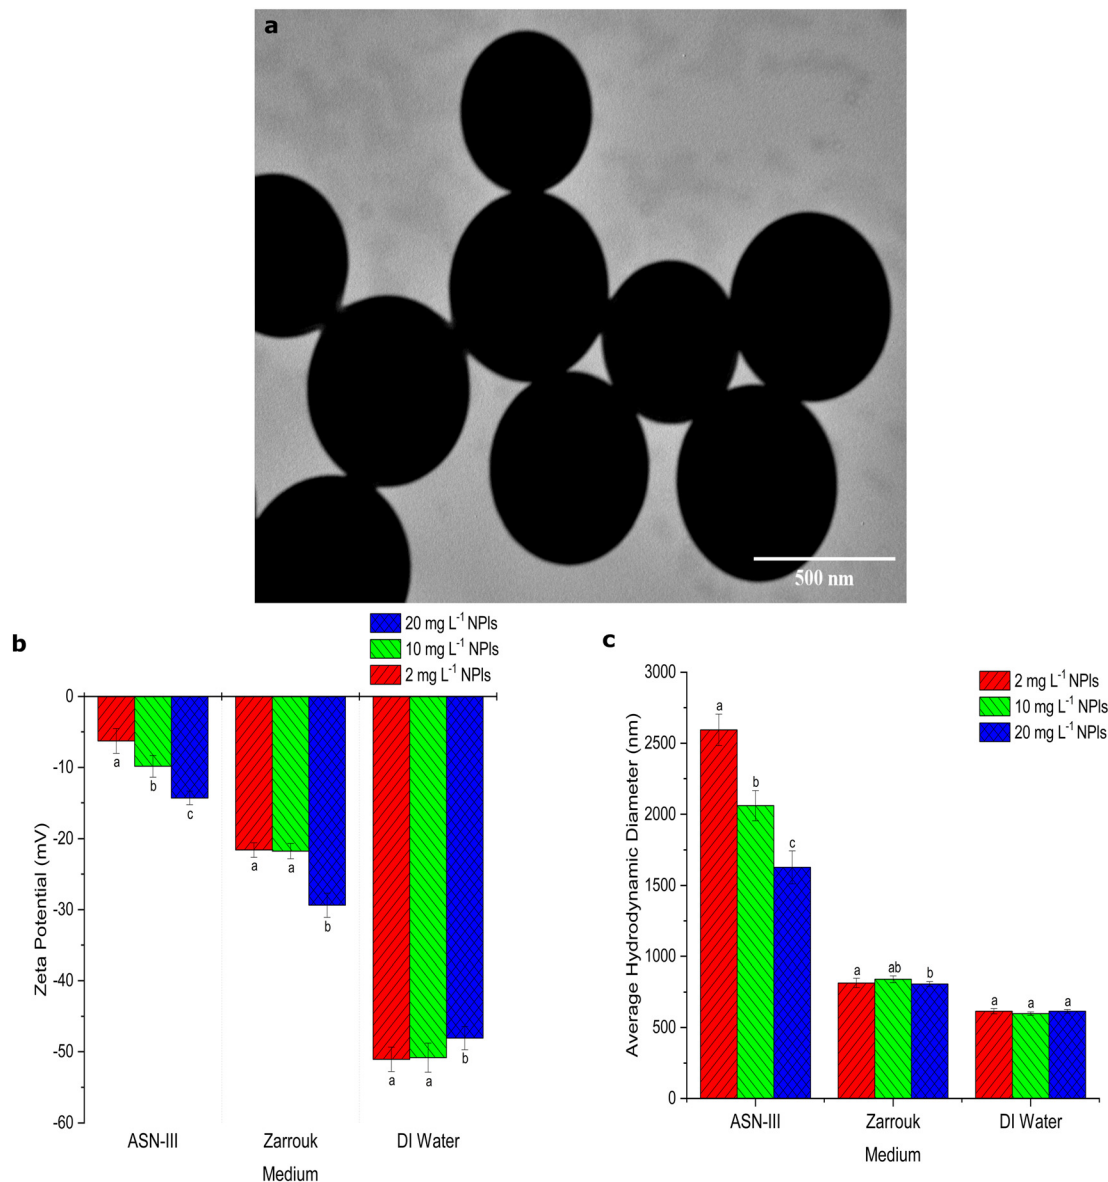 a
500 nm
b
20 mg L⁻¹ NPls
10 mg L⁻¹ NPls
2 mg L⁻¹ NPls
Zeta Potential (mV)
0
-10
-20
-30
-40
-50
-60
a
b
c
a
a
b
a
a
b
ASN-III
Zarrouk
DI Water
Medium
c
2 mg L⁻¹ NPls
10 mg L⁻¹ NPls
20 mg L⁻¹ NPls
Average Hydrodynamic Diameter (nm)
3000
2500
2000
1500
1000
500
0
a
b
c
a
ab
b
a
a
a
ASN-III
Zarrouk
DI Water
Medium